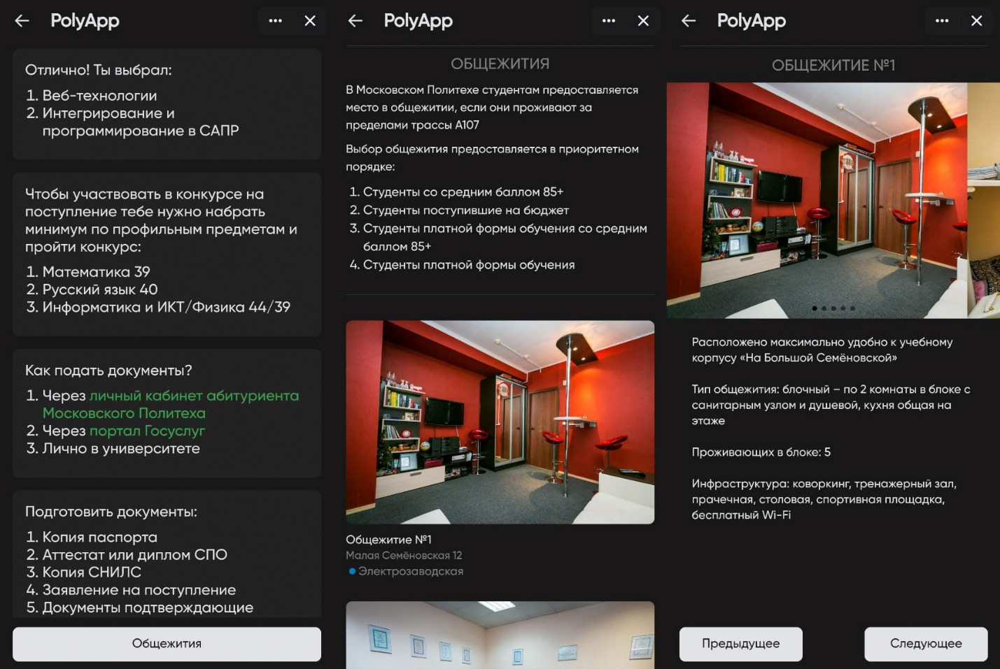 PolyApp
Отлично! Ты выбрал:
1. Веб-технологии
2. Интегрирование и
программирование в САПР
Чтобы участвовать в конкурсе на
поступление тебе нужно набрать
минимум по профильным предметам и
пройти конкурс:
1. Математика 39
2. Русский язык 40
3. Информатика и ИКТ/Физика 44/39
Как подать документы?
1. Через личный кабинет абитуриента
Московского Политеха
2. Через портал Госуслуг
3. Лично в университете
Подготовить документы:
1. Копия паспорта
2. Аттестат или диплом СПО
3. Копия СНИЛС
4. Заявление на поступление
5. Документы подтверждающие
Общежития
PolyApp
ОБЩЕЖИТИЯ
В Московском Политехе студентам предоставляется
место в общежитии, если они проживают за
пределами трассы А107
Выбор общежития предоставляется в приоритетном
порядке:
1. Студенты со средним баллом 85+
2. Студенты поступившие на бюджет
3. Студенты платной формы обучения со средним
баллом 85+
4. Студенты платной формы обучения
Общежитие №1
Малая Семёновская 12
Электрозаводская
PolyApp
ОБЩЕЖИТИЕ №1
Расположено максимально удобно к учебному
корпусу «На Большой Семёновской»
Тип общежития: блочный – по 2 комнаты в блоке с
санитарным узлом и душевой, кухня общая на
этаже
Проживающих в блоке: 5
Инфраструктура: коворкинг, тренажерный зал,
прачечная, столовая, спортивная площадка,
бесплатный Wi-Fi
Предыдущее
Следующее